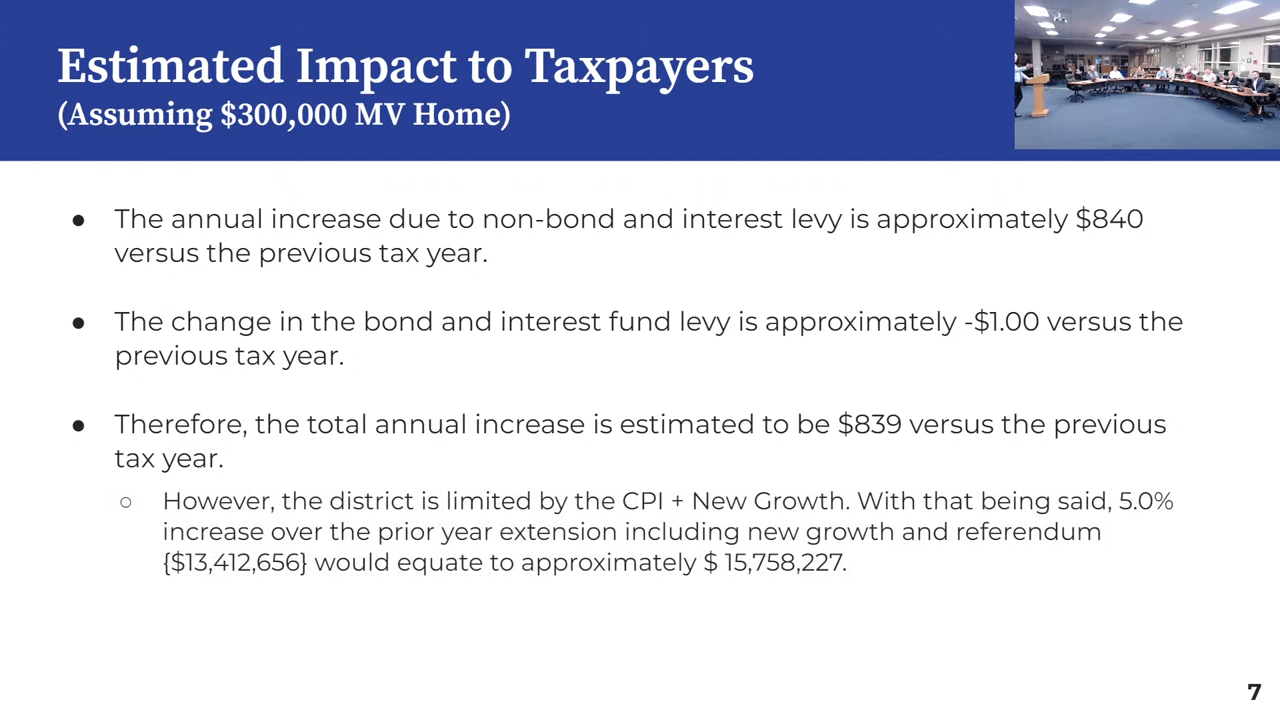 Estimated Impact to Taxpayers
(Assuming $300,000 MV Home)
● The annual increase due to non-bond and interest levy is approximately $840
versus the previous tax year.
● The change in the bond and interest fund levy is approximately -$1.00 versus the
previous tax year.
● Therefore, the total annual increase is estimated to be $839 versus the previous
tax year.
○ However, the district is limited by the CPI + New Growth. With that being said, 5.0%
increase over the prior year extension including new growth and referendum
{$13,412,656} would equate to approximately $ 15,758,227.
7